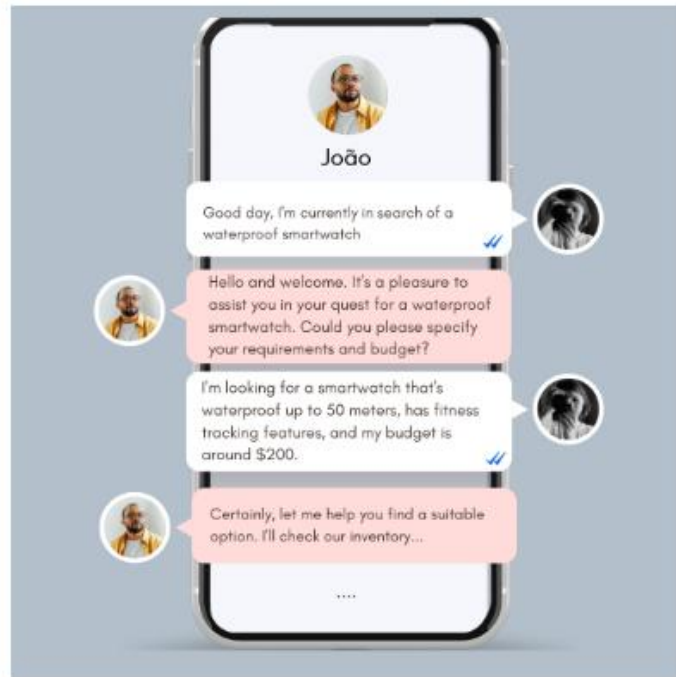 João
Good day, I'm currently in search of a
waterproof smartwatch
Hello and welcome. It's a pleasure to
assist you in your quest for a waterproof
smartwatch. Could you please specify
your requirements and budget?
I'm looking for a smartwatch that's
waterproof up to 50 meters, has fitness
tracking features, and my budget is
around $200.
Certainly, let me help you find a suitable
option. I'll check our inventory...
....